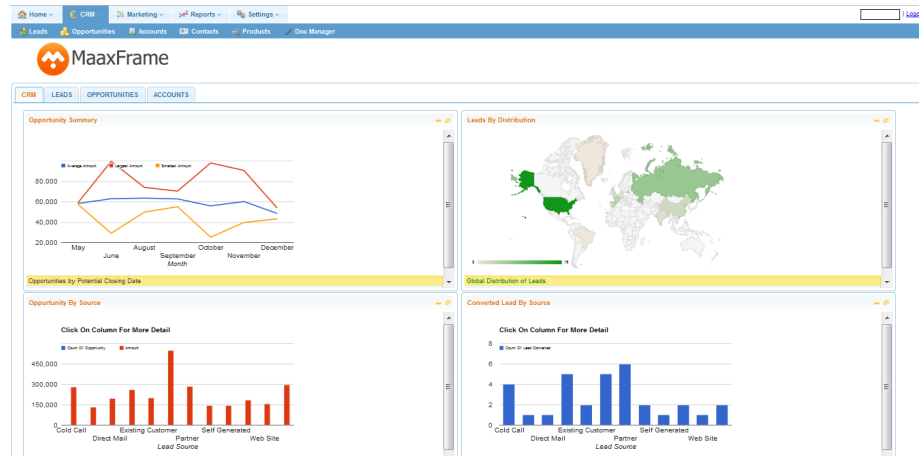 Home CRM Marketing Reports Settings
Leads Opportunities Accounts Contacts Products Doc Manager
MaaxFrame
CRM LEADS OPPORTUNITIES ACCOUNTS
Opportunity Summary
Average Amount Largest Amount Smallest Amount
80,000
60,000
40,000
20,000
May August October December
June September November
Month
Opportunities by Potential Closing Date
Leads By Distribution
Global Distribution of Leads.
Oppurtunity By Source
Click On Column For More Detail
Count Of Opportunity Amount
450,000
300,000
150,000
0
Cold Call Existing Customer Self Generated
Direct Mail Partner Web Site
Lead Source
Converted Lead By Source
Click On Column For More Detail
Count Of Lead Converted
8
6
4
2
0
Cold Call Existing Customer Self Generated
Direct Mail Partner Web Site
Lead Source